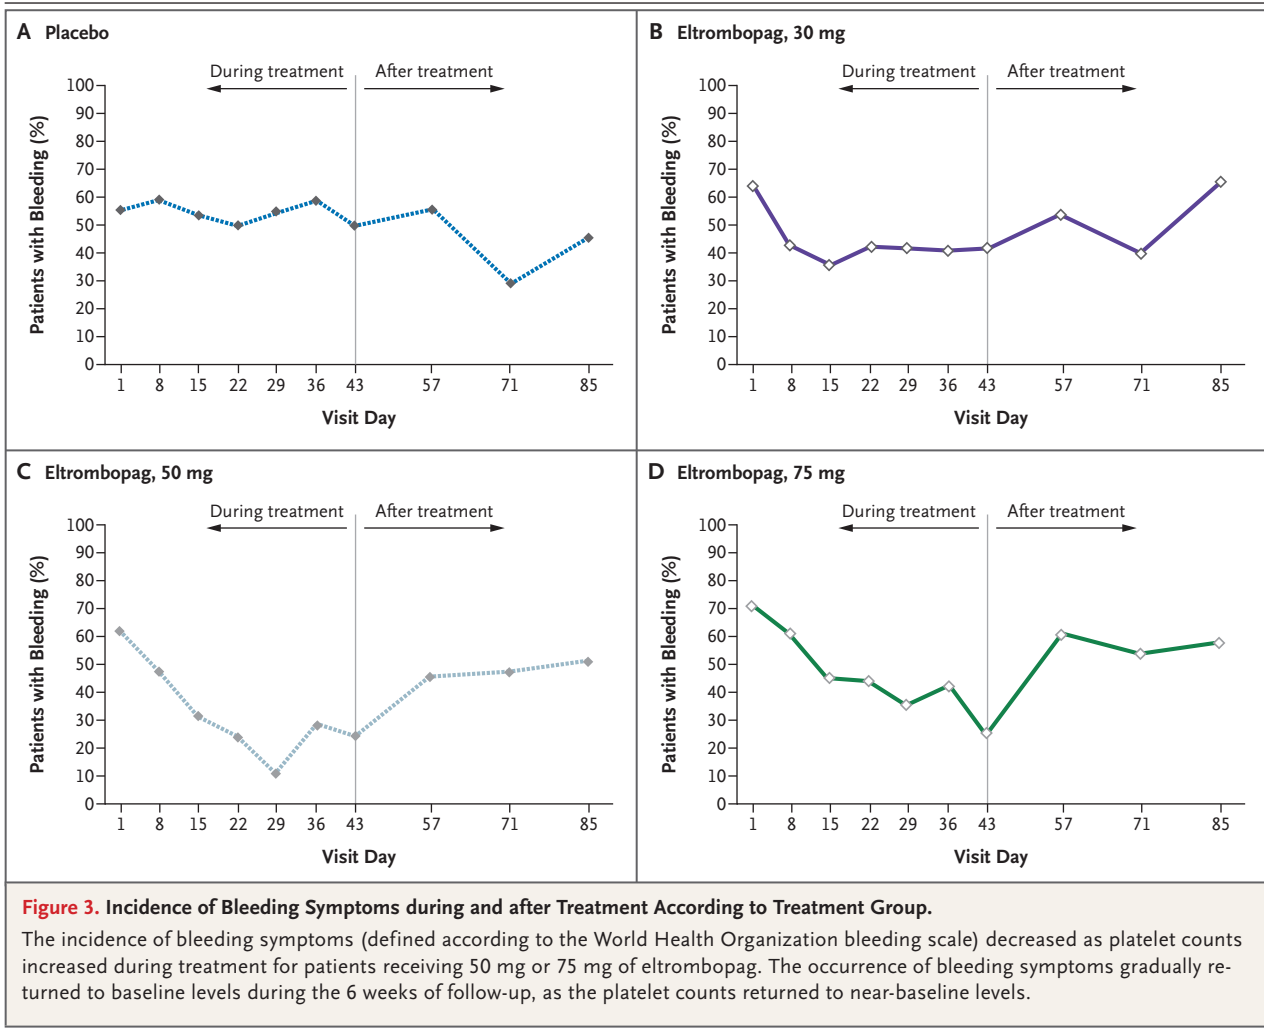 A Placebo
During treatment
After treatment
Patients with Bleeding (%)
100
90
80
70
60
50
40
30
20
10
0
1 8 15 22 29 36 43 57 71 85
Visit Day
B Eltrombopag, 30 mg
During treatment
After treatment
Patients with Bleeding (%)
100
90
80
70
60
50
40
30
20
10
0
1 8 15 22 29 36 43 57 71 85
Visit Day
C Eltrombopag, 50 mg
During treatment
After treatment
Patients with Bleeding (%)
100
90
80
70
60
50
40
30
20
10
0
1 8 15 22 29 36 43 57 71 85
Visit Day
D Eltrombopag, 75 mg
During treatment
After treatment
Patients with Bleeding (%)
100
90
80
70
60
50
40
30
20
10
0
1 8 15 22 29 36 43 57 71 85
Visit Day
Figure 3. Incidence of Bleeding Symptoms during and after Treatment According to Treatment Group.
The incidence of bleeding symptoms (defined according to the World Health Organization bleeding scale) decreased as platelet counts
increased during treatment for patients receiving 50 mg or 75 mg of eltrombopag. The occurrence of bleeding symptoms gradually re-
turned to baseline levels during the 6 weeks of follow-up, as the platelet counts returned to near-baseline levels.